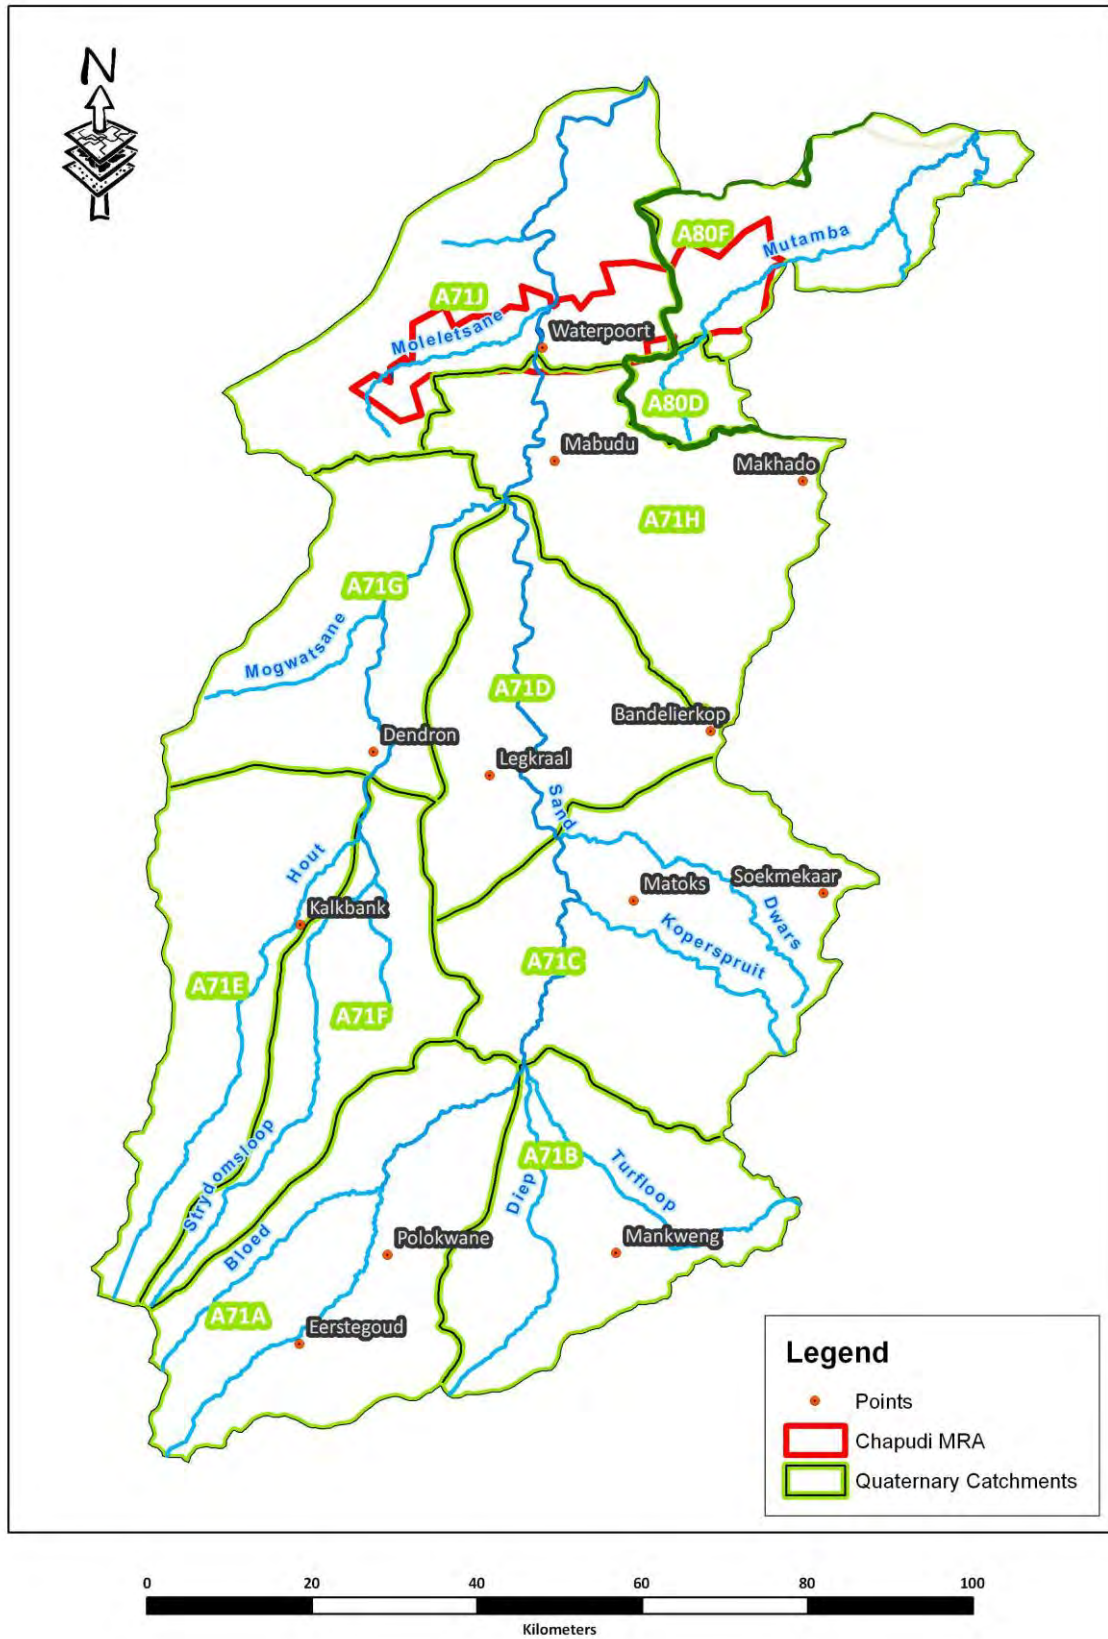 N
A80F
Mutamba
A71J
Moleletsane
Waterpoort
A80D
Mabudu
Makhado
A71H
A71G
Mogwatsane
A71D
Bandelierkop
Dendron
Legkraal
Sand
Hout
Matoks
Soekmekaar
Kalkbank
Dwars
Koperspruit
A71C
A71E
A71F
Strydomsloop
A71B
Turfloop
Diep
Bloed
Polokwane
Mankweng
A71A
Eerstegoud
Legend
Points
Chapudi MRA
Quaternary Catchments
0 20 40 60 80 100
Kilometers